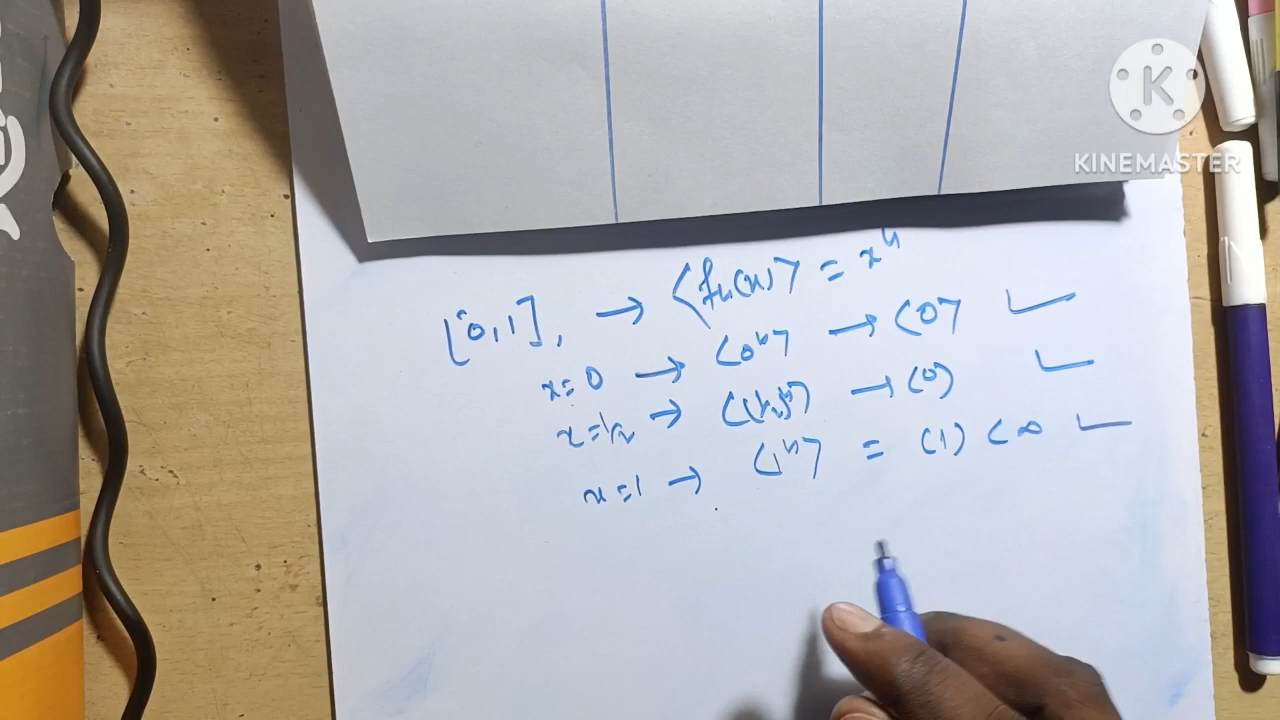 K
KINEMASTER
[0,1], → <fn(x)> = x^n
x=0 → <0^n> → <0>
x=1/2 → <(1/2)^n> → <0>
x=1 → <1^n> = <1> < ∞